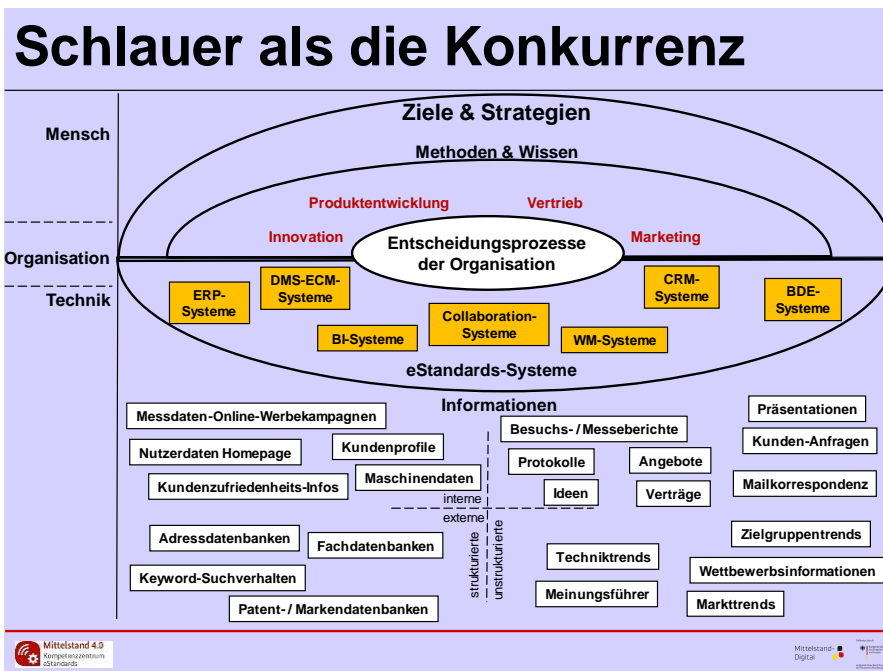 Schlauer als die Konkurrenz
Mensch
Ziele & Strategien
Methoden & Wissen
Produktentwicklung
Vertrieb
Innovation
Marketing
Organisation
Entscheidungsprozesse
der Organisation
Technik
ERP-
Systeme
DMS-ECM-
Systeme
BI-Systeme
Collaboration-
Systeme
WM-Systeme
CRM-
Systeme
BDE-
Systeme
eStandards-Systeme
Informationen
Messdaten-Online-Werbekampagnen
Nutzerdaten Homepage
Kundenprofile
Kundenzufriedenheits-Infos
Maschinendaten
Besuchs- / Messeberichte
Protokolle
Angebote
Ideen
Verträge
Präsentationen
Kunden-Anfragen
Mailkorrespondenz
interne
externe
strukturierte
unstrukturierte
Adressdatenbanken
Fachdatenbanken
Keyword-Suchverhalten
Patent- / Markendatenbanken
Techniktrends
Meinungsführer
Zielgruppentrends
Wettbewerbsinformationen
Markttrends
Mittelstand 4.0
Kompetenzzentrum
eStandards
Mittelstand-
Digital